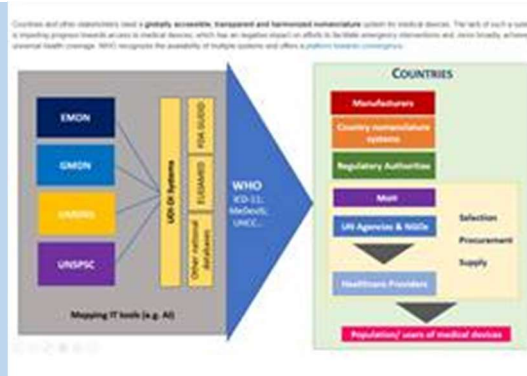 Countries and other stakeholders need a globally accessible, transparent and harmonized nomenclature system for medical devices. The lack of such a system
is impeding progress towards access to medical devices, which has an negative impact on efforts to facilitate emergency interventions and, more broadly, achieve
universal health coverage. WHO recognizes the availability of multiple systems and offers a platform towards convergence.
EMDN
GMDN
UMDNS
UNSPSC
UDI-DI Systems
FDA GUDID
EUDAMED
Other national
databases
Mapping IT tools (e.g. AI)
WHO
ICD-11;
MeDevIS;
UHCC..
COUNTRIES
Manufacturers
Country nomenclature
systems
Regulatory Authorities
MoH
UN Agencies & NGOs
Healthcare Providers
Selection
Procurement
Supply
Population/ users of medical devices